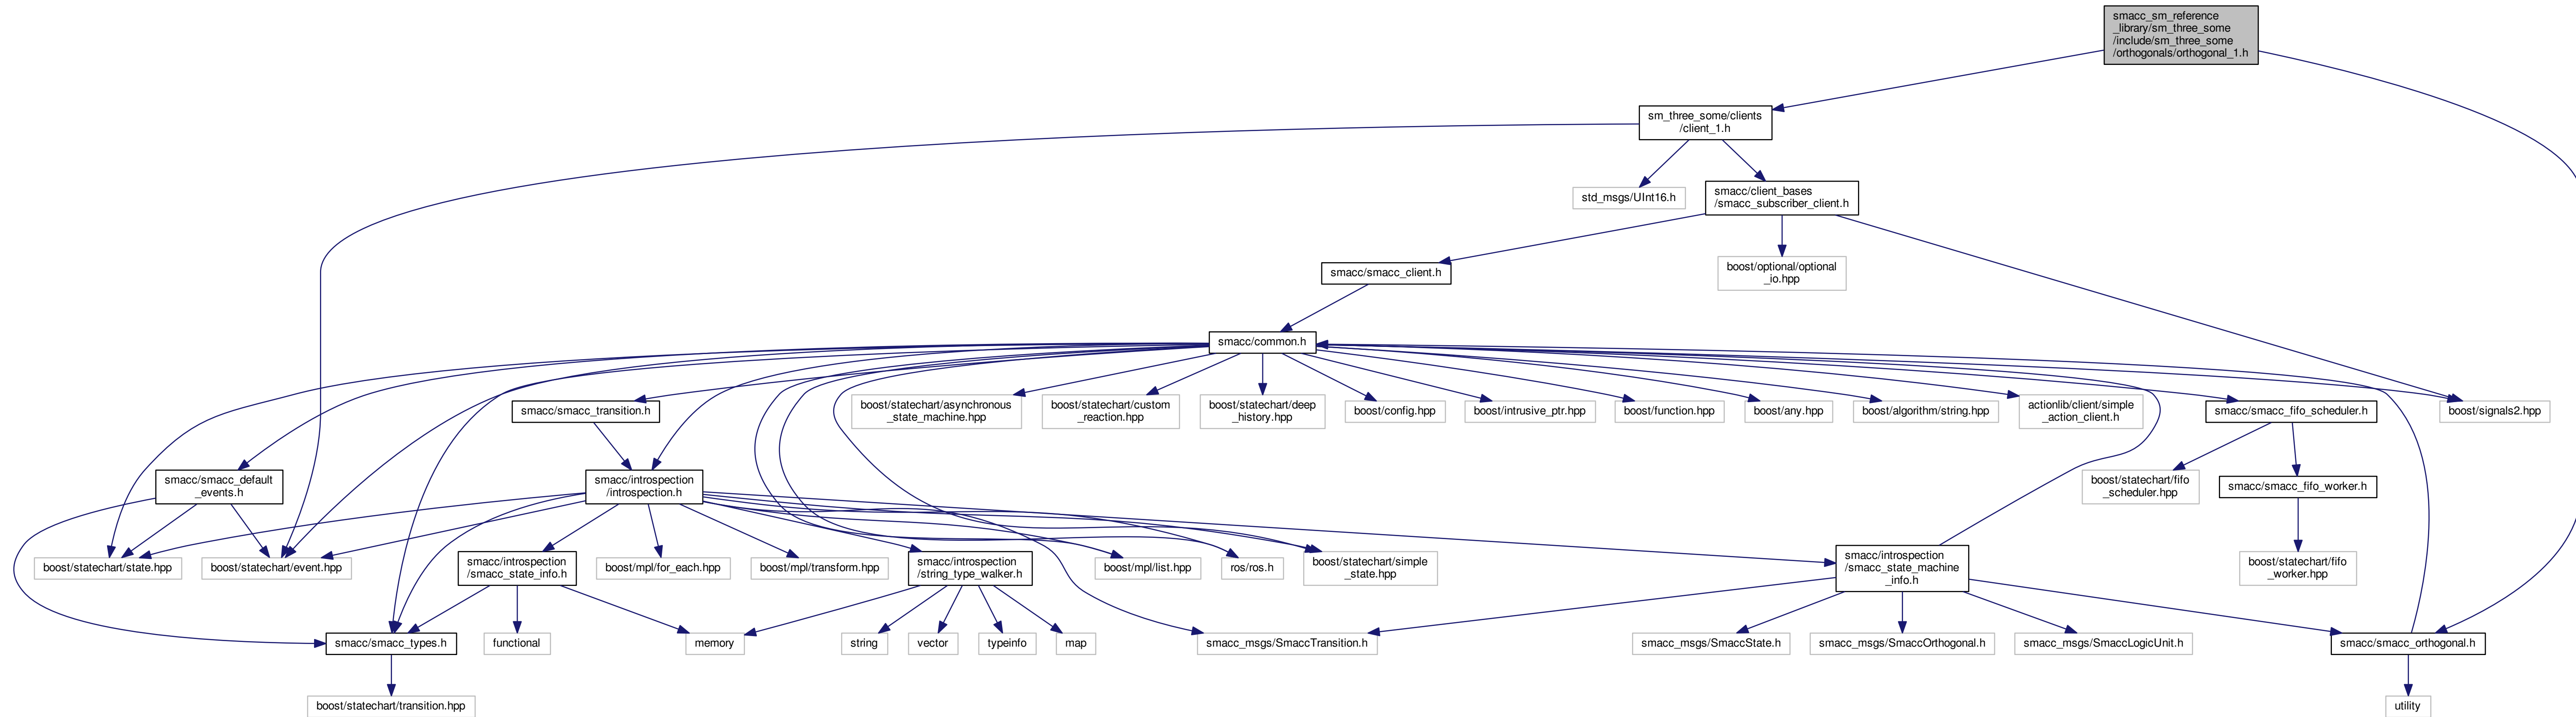 smacc_sm_reference
_library/sm_three_some
/include/sm_three_some
/orthogonals/orthogonal_1.h
sm_three_some/clients
/client_1.h
std_msgs/UInt16.h
smacc/client_bases
/smacc_subscriber_client.h
smacc/smacc_client.h
boost/optional/optional
_io.hpp
smacc/common.h
smacc/smacc_transition.h
boost/statechart/asynchronous
_state_machine.hpp
boost/statechart/custom
_reaction.hpp
boost/statechart/deep
_history.hpp
boost/config.hpp
boost/intrusive_ptr.hpp
boost/function.hpp
boost/any.hpp
boost/algorithm/string.hpp
actionlib/client/simple
_action_client.h
smacc/smacc_fifo_scheduler.h
boost/signals2.hpp
smacc/smacc_default
_events.h
smacc/introspection
/introspection.h
boost/statechart/fifo
_scheduler.hpp
smacc/smacc_fifo_worker.h
boost/statechart/state.hpp
boost/statechart/event.hpp
smacc/introspection
/smacc_state_info.h
boost/mpl/for_each.hpp
boost/mpl/transform.hpp
smacc/introspection
/string_type_walker.h
boost/mpl/list.hpp
ros/ros.h
boost/statechart/simple
_state.hpp
smacc/introspection
/smacc_state_machine
_info.h
boost/statechart/fifo
_worker.hpp
smacc/smacc_types.h
functional
memory
string
vector
typeinfo
map
smacc_msgs/SmaccTransition.h
smacc_msgs/SmaccState.h
smacc_msgs/SmaccOrthogonal.h
smacc_msgs/SmaccLogicUnit.h
smacc/smacc_orthogonal.h
boost/statechart/transition.hpp
utility